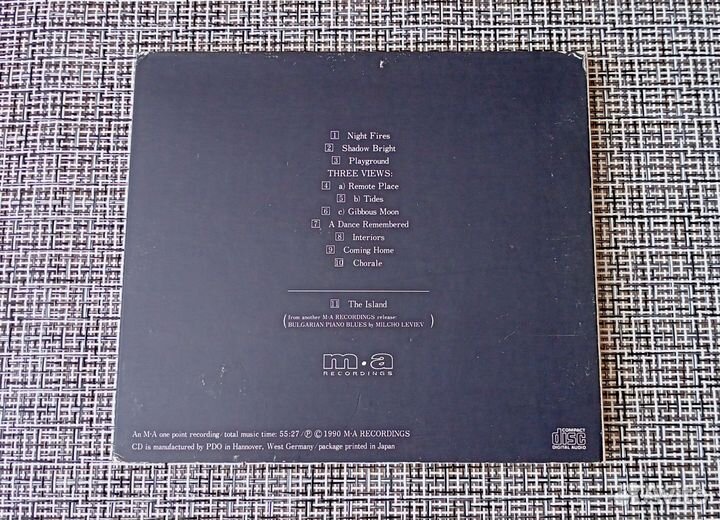 1 Night Fires
2 Shadow Bright
3 Playground
THREE VIEWS:
4 a) Remote Place
5 b) Tides
6 c) Gibbous Moon
7 A Dance Remembered
8 Interiors
9 Coming Home
10 Chorale
11 The Island
(from another M·A RECORDINGS release:
BULGARIAN PIANO BLUES by MILCHO LEVIEV)
m·a
RECORDINGS
An M·A one point recording/total music time: 55:27/Ⓟ © 1990 M·A RECORDINGS
CD is manufactured by PDO in Hannover, West Germany/package printed in Japan
COMPACT
disc
DIGITAL AUDIO